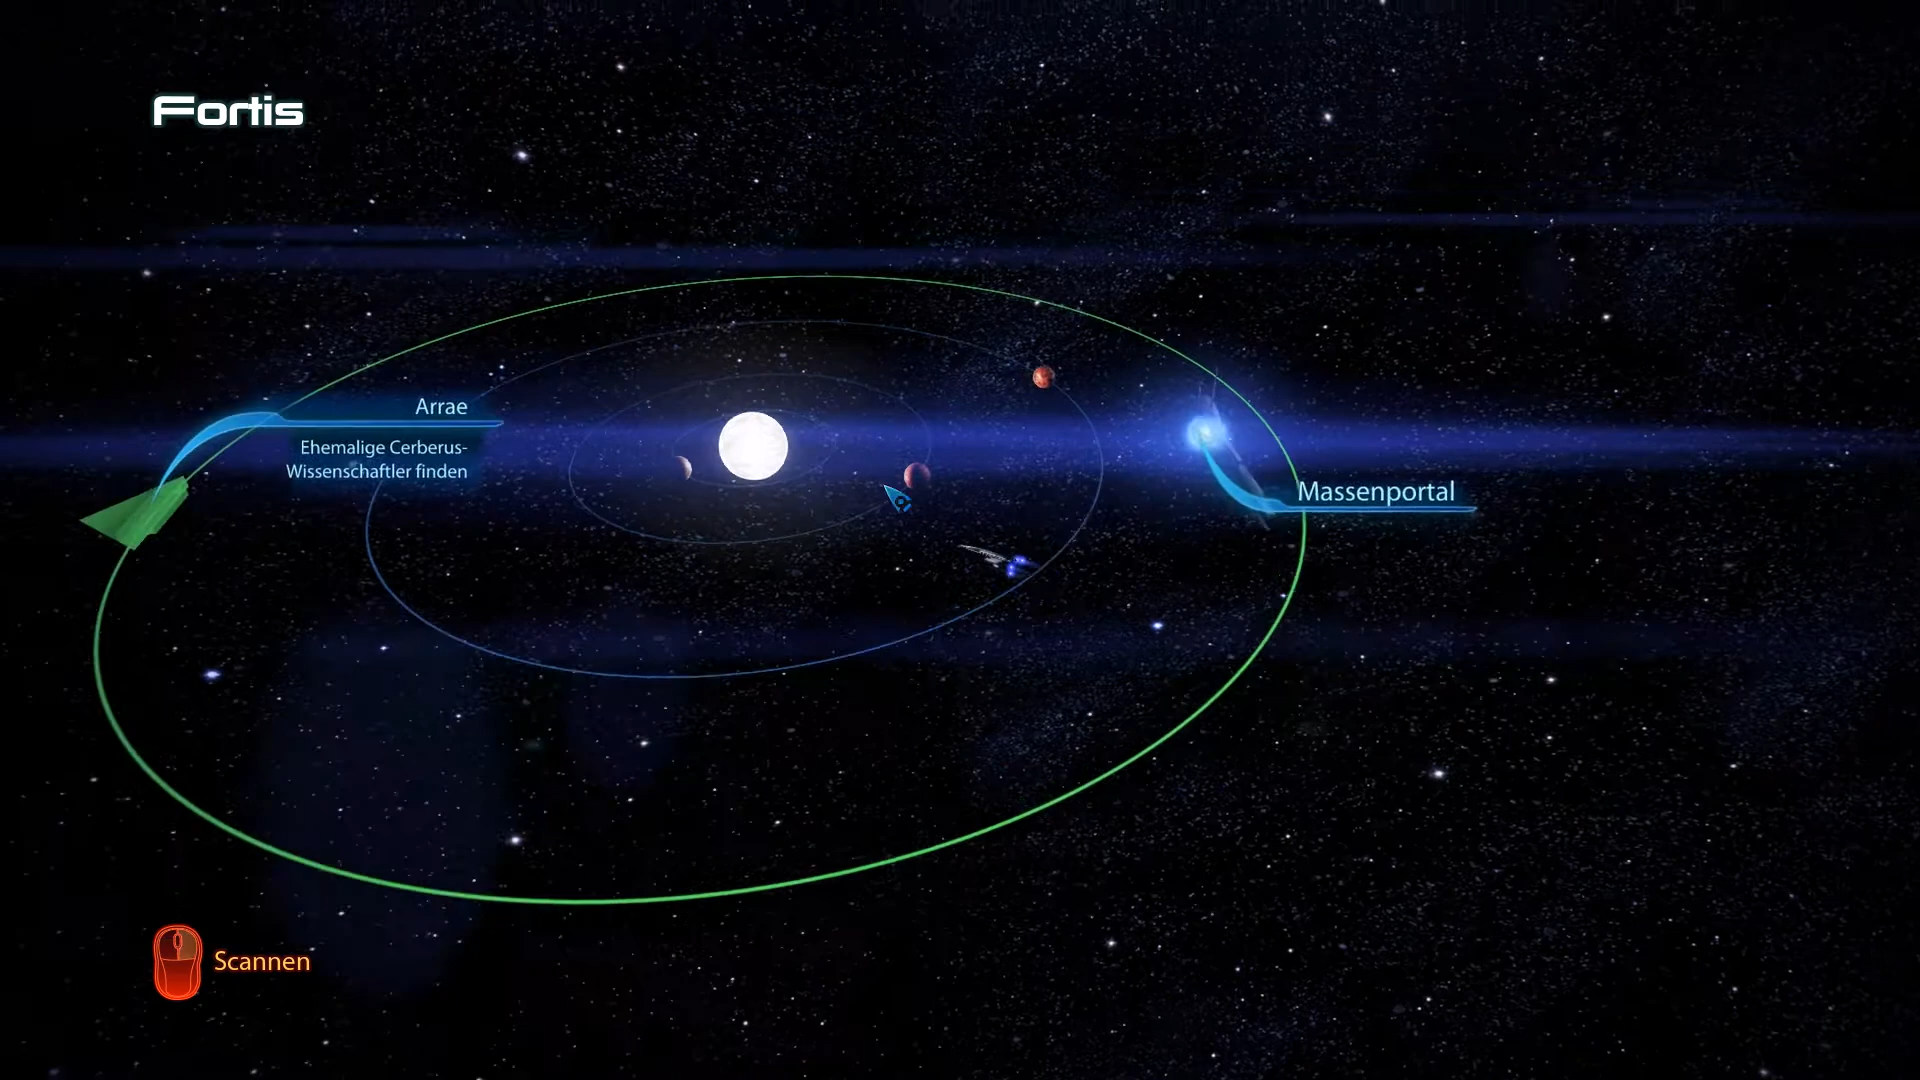 Fortis
Arrae
Ehemalige Cerberus-
Wissenschaftler finden
Massenportal
Scannen